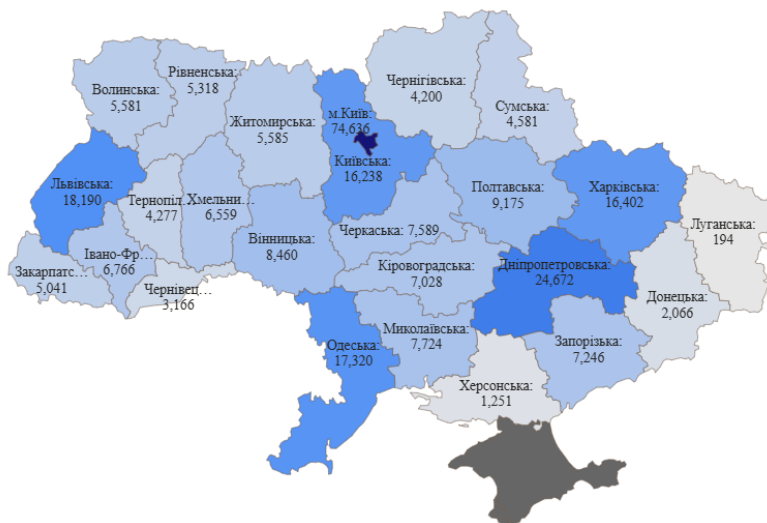 Волинська:
5,581
Рівненська:
5,318
Житомирська:
5,585
м.Київ:
74,636
Київська:
16,238
Чернігівська:
4,200
Сумська:
4,581
Львівська:
18,190
Тернопіл…
4,277
Хмельни…
6,559
Вінницька:
8,460
Черкаська: 7,589
Полтавська:
9,175
Харківська:
16,402
Луганська:
194
Закарпатс…
5,041
Івано-Фр…
6,766
Чернівец…
3,166
Кіровоградська:
7,028
Дніпропетровська:
24,672
Донецька:
2,066
Одеська:
17,320
Миколаївська:
7,724
Запорізька:
7,246
Херсонська:
1,251